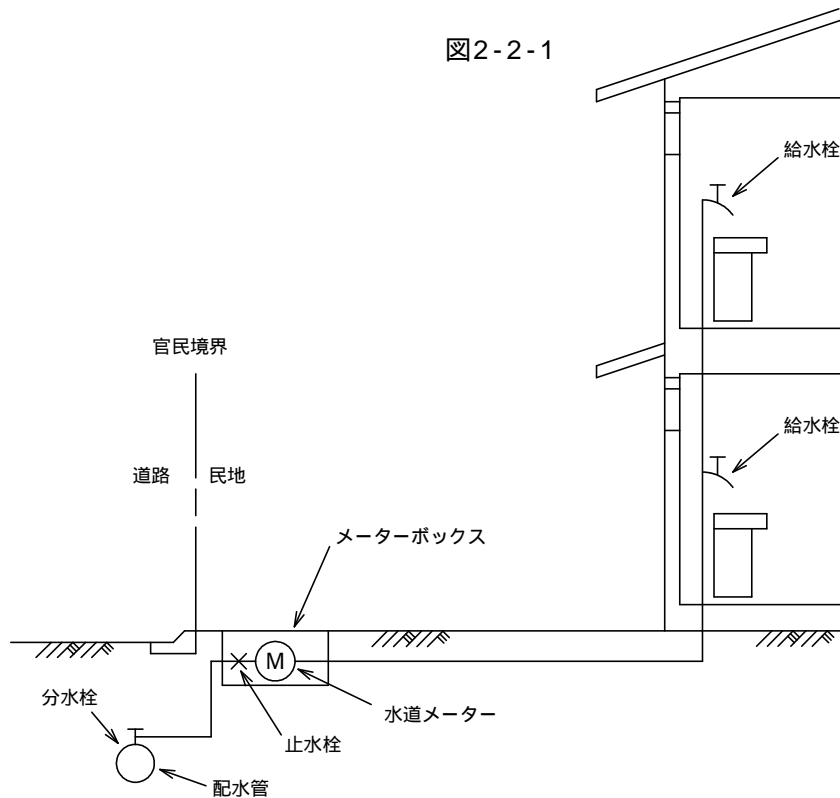 図2-2-1
給水栓
官民境界
給水栓
道路 民地
メーターボックス
M
分水栓
水道メーター
止水栓
配水管